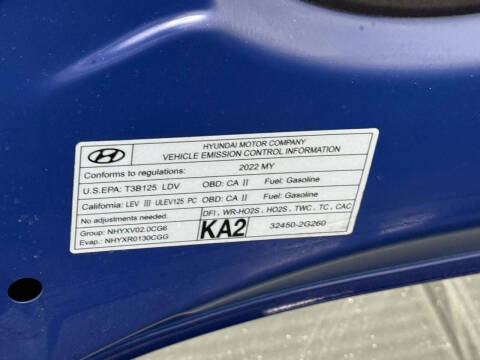 HYUNDAI MOTOR COMPANY
VEHICLE EMISSION CONTROL INFORMATION
Conforms to regulations: 2022 MY
U.S.EPA: T3B125 LDV OBD: CA II Fuel: Gasoline
California: LEV III ULEV125 PC OBD: CA II Fuel: Gasoline
No adjustments needed. DFI, WR-HO2S, HO2S, TWC, TC, CAC
Group: NHYXV02.0CG6
Evap.: NHYXR0130CGG
KA2 32450-2G260